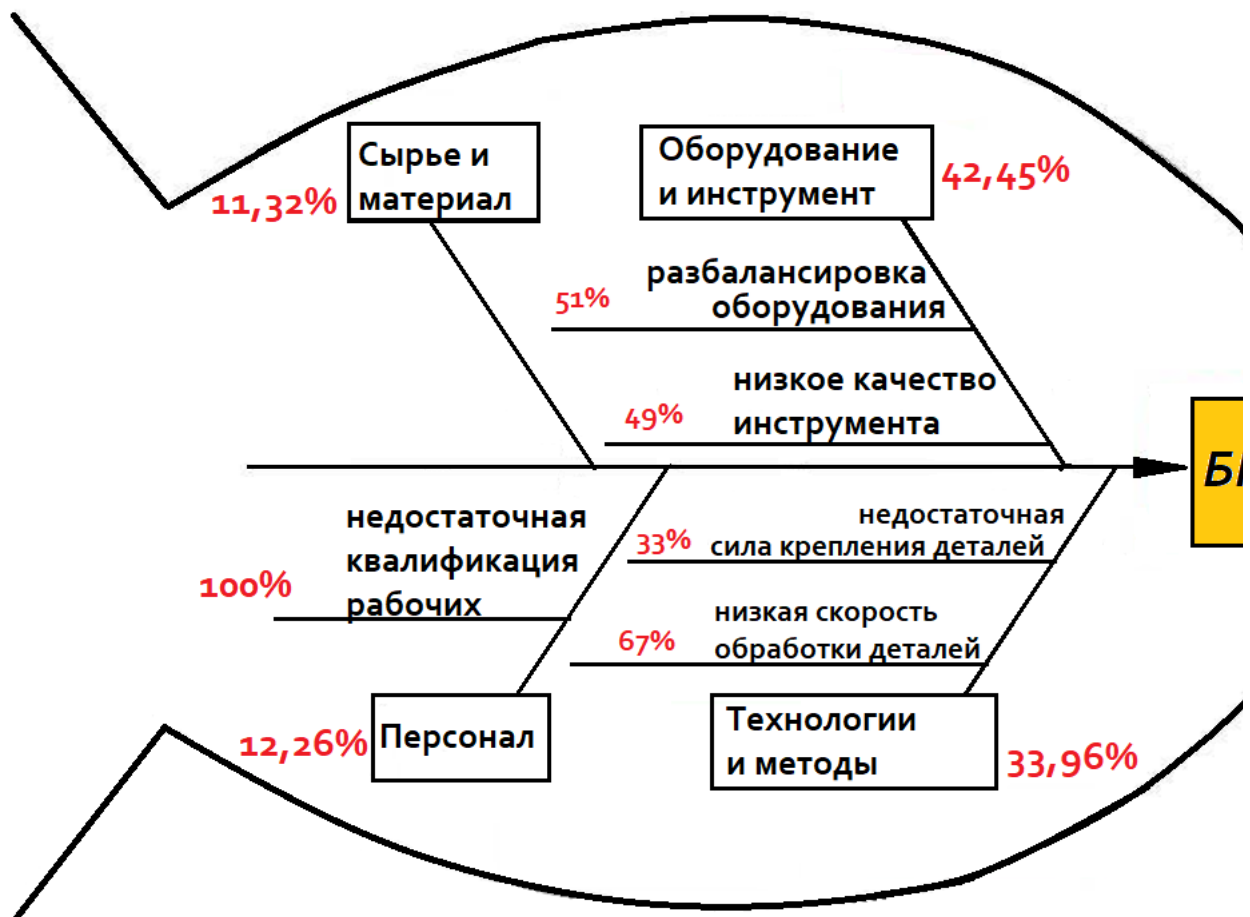 Сырье и
материал
11,32%
Оборудование
и инструмент
42,45%
разбалансировка
оборудования
51%
низкое качество
инструмента
49%
недостаточная
квалификация
рабочих
100%
недостаточная
сила крепления деталей
33%
низкая скорость
обработки деталей
67%
Персонал
12,26%
Технологии
и методы
33,96%